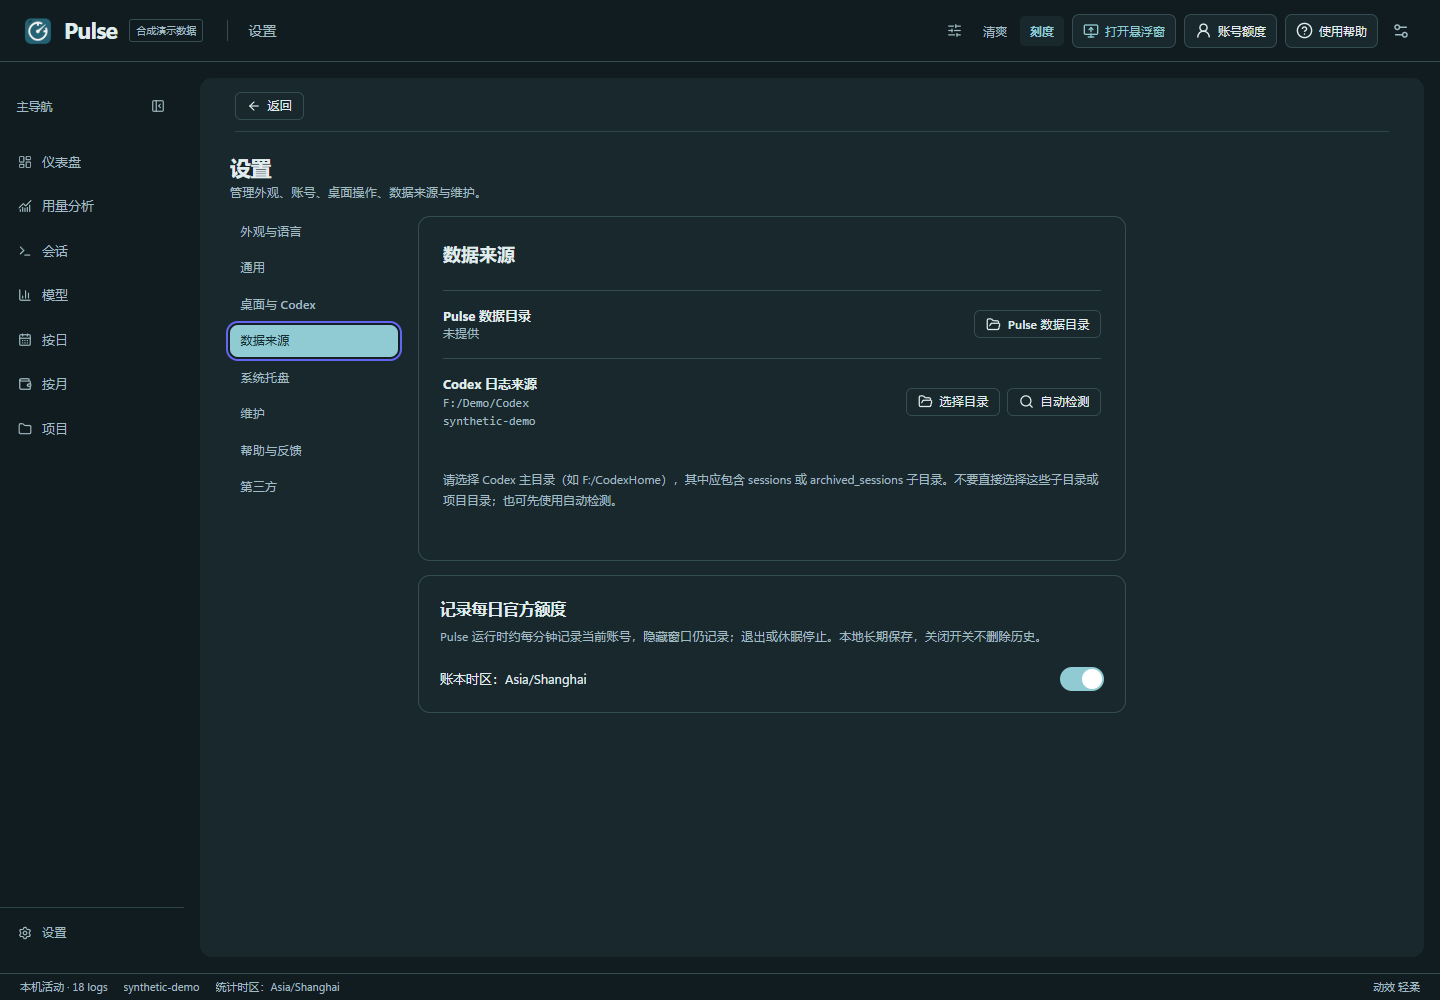 Pulse 合成演示数据 设置 清爽 刻度 打开悬浮窗 账号额度 使用帮助
主导航
仪表盘
用量分析
会话
模型
按日
按月
项目
设置
返回
设置
管理外观、账号、桌面操作、数据来源与维护。
外观与语言
通用
桌面与 Codex
数据来源
系统托盘
维护
帮助与反馈
第三方
数据来源
Pulse 数据目录
未提供
Pulse 数据目录
Codex 日志来源
F:/Demo/Codex
synthetic-demo
选择目录 自动检测
请选择 Codex 主目录（如 F:/CodexHome），其中应包含 sessions 或 archived_sessions 子目录。不要直接选择这些子目录或
项目目录；也可先使用自动检测。
记录每日官方额度
Pulse 运行时约每分钟记录当前账号，隐藏窗口仍记录；退出或休眠停止。本地长期保存，关闭开关不删除历史。
账本时区：Asia/Shanghai
本机活动 · 18 logs synthetic-demo 统计时区：Asia/Shanghai 动效 轻柔